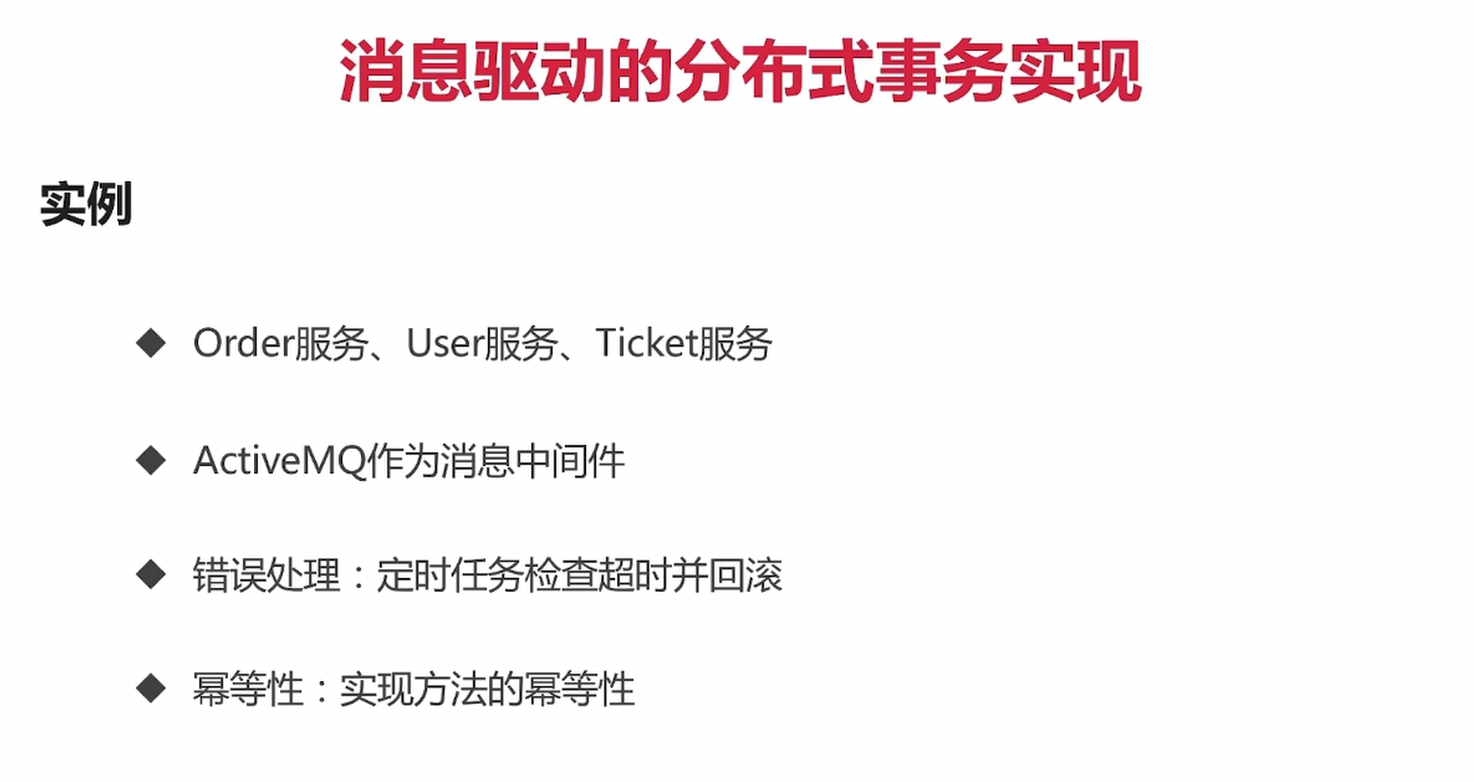 消息驱动的分布式事务实现
实例
◆ Order服务、User服务、Ticket服务
◆ ActiveMQ作为消息中间件
◆ 错误处理：定时任务检查超时并回滚
◆ 幂等性：实现方法的幂等性